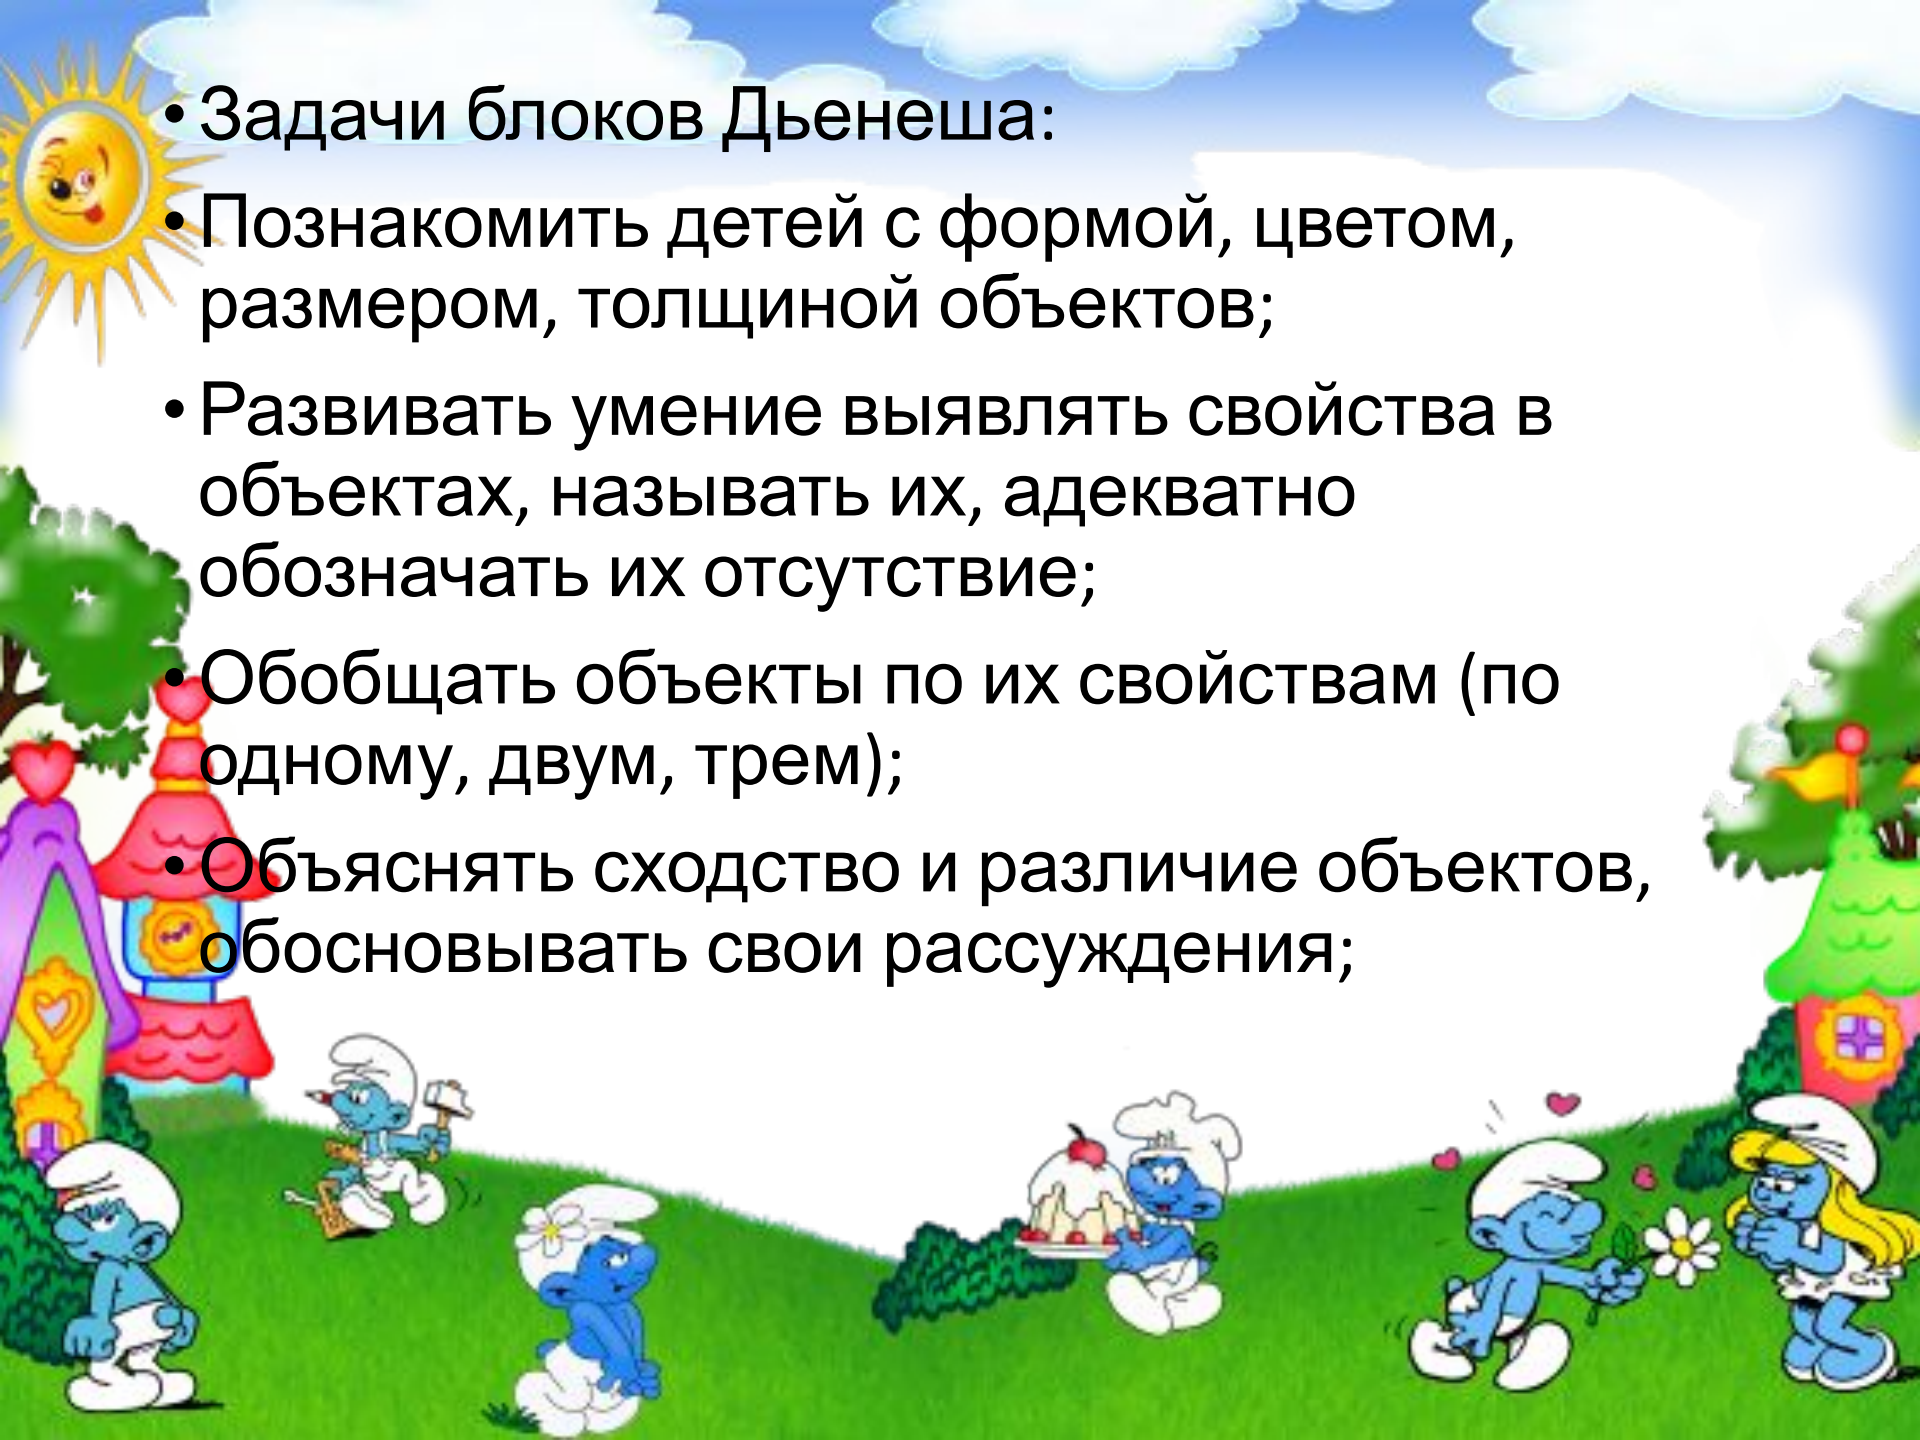 • Задачи блоков Дьенеша:
• Познакомить детей с формой, цветом,
размером, толщиной объектов;
• Развивать умение выявлять свойства в
объектах, называть их, адекватно
обозначать их отсутствие;
• Обобщать объекты по их свойствам (по
одному, двум, трем);
• Объяснять сходство и различие объектов,
обосновывать свои рассуждения;